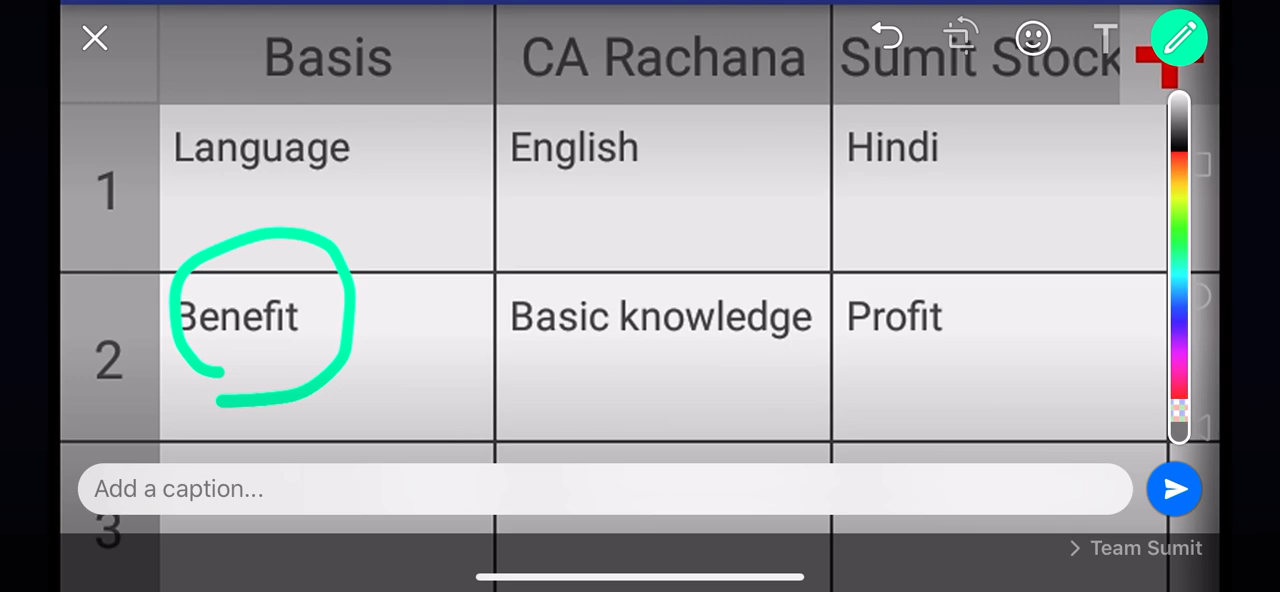 Basis CA Rachana Sumit Stock
1 Language English Hindi
2 Benefit Basic knowledge Profit
Add a caption...
3
Team Sumit